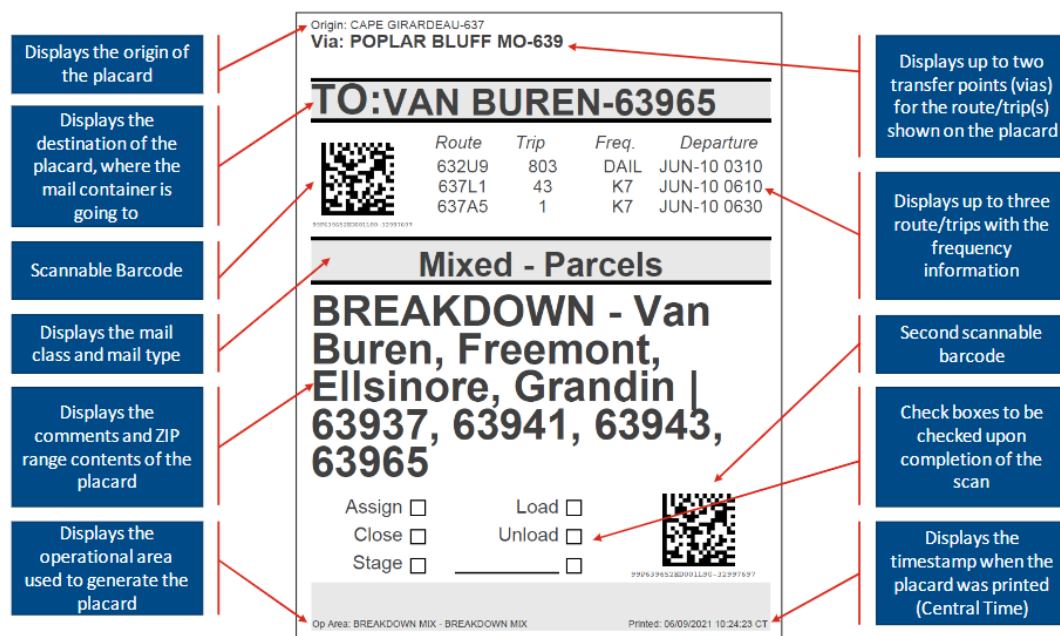 Origin: CAPE GIRARDEAU-637
Via: POPLAR BLUFF MO-639
TO:VAN BUREN-63965
Route Trip Freq. Departure
632U9 803 DAIL JUN-10 0310
637L1 43 K7 JUN-10 0610
637A5 1 K7 JUN-10 0630
Mixed - Parcels
BREAKDOWN - Van
Buren, Freemont,
Ellsinore, Grandin |
63937, 63941, 63943,
63965
Assign Load
Close Unload
Stage
Op Area: BREAKDOWN MIX - BREAKDOWN MIX
Printed: 06/09/2021 10:24:23 CT
Displays the origin of
the placard
Displays the
destination of the
placard, where the
mail container is
going to
Scannable Barcode
Displays the mail
class and mail type
Displays the
comments and ZIP
range contents of the
placard
Displays the
operational area
used to generate the
placard
Displays up to two
transfer points (vias)
for the route/trip(s)
shown on the placard
Displays up to three
route/trips with the
frequency
information
Second scannable
barcode
Check boxes to be
checked upon
completion of the
scan
Displays the
timestamp when the
placard was printed
(Central Time)